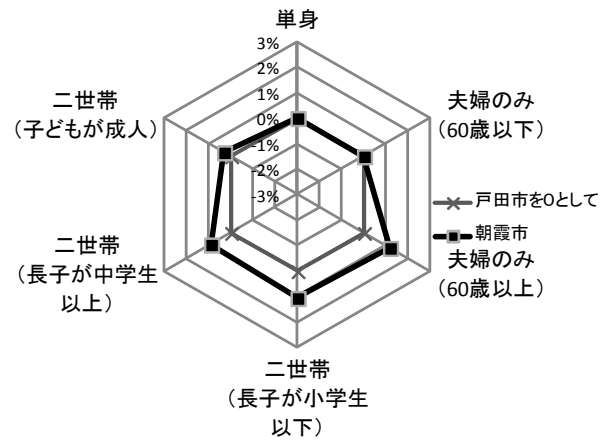 単身
3%
2%
1%
0%
-1%
-2%
-3%
夫婦のみ
（60歳以下）
戸田市を0として
朝霞市
夫婦のみ
（60歳以上）
二世帯
（長子が小学生
以下）
二世帯
（長子が中学生
以上）
二世帯
（子どもが成人）